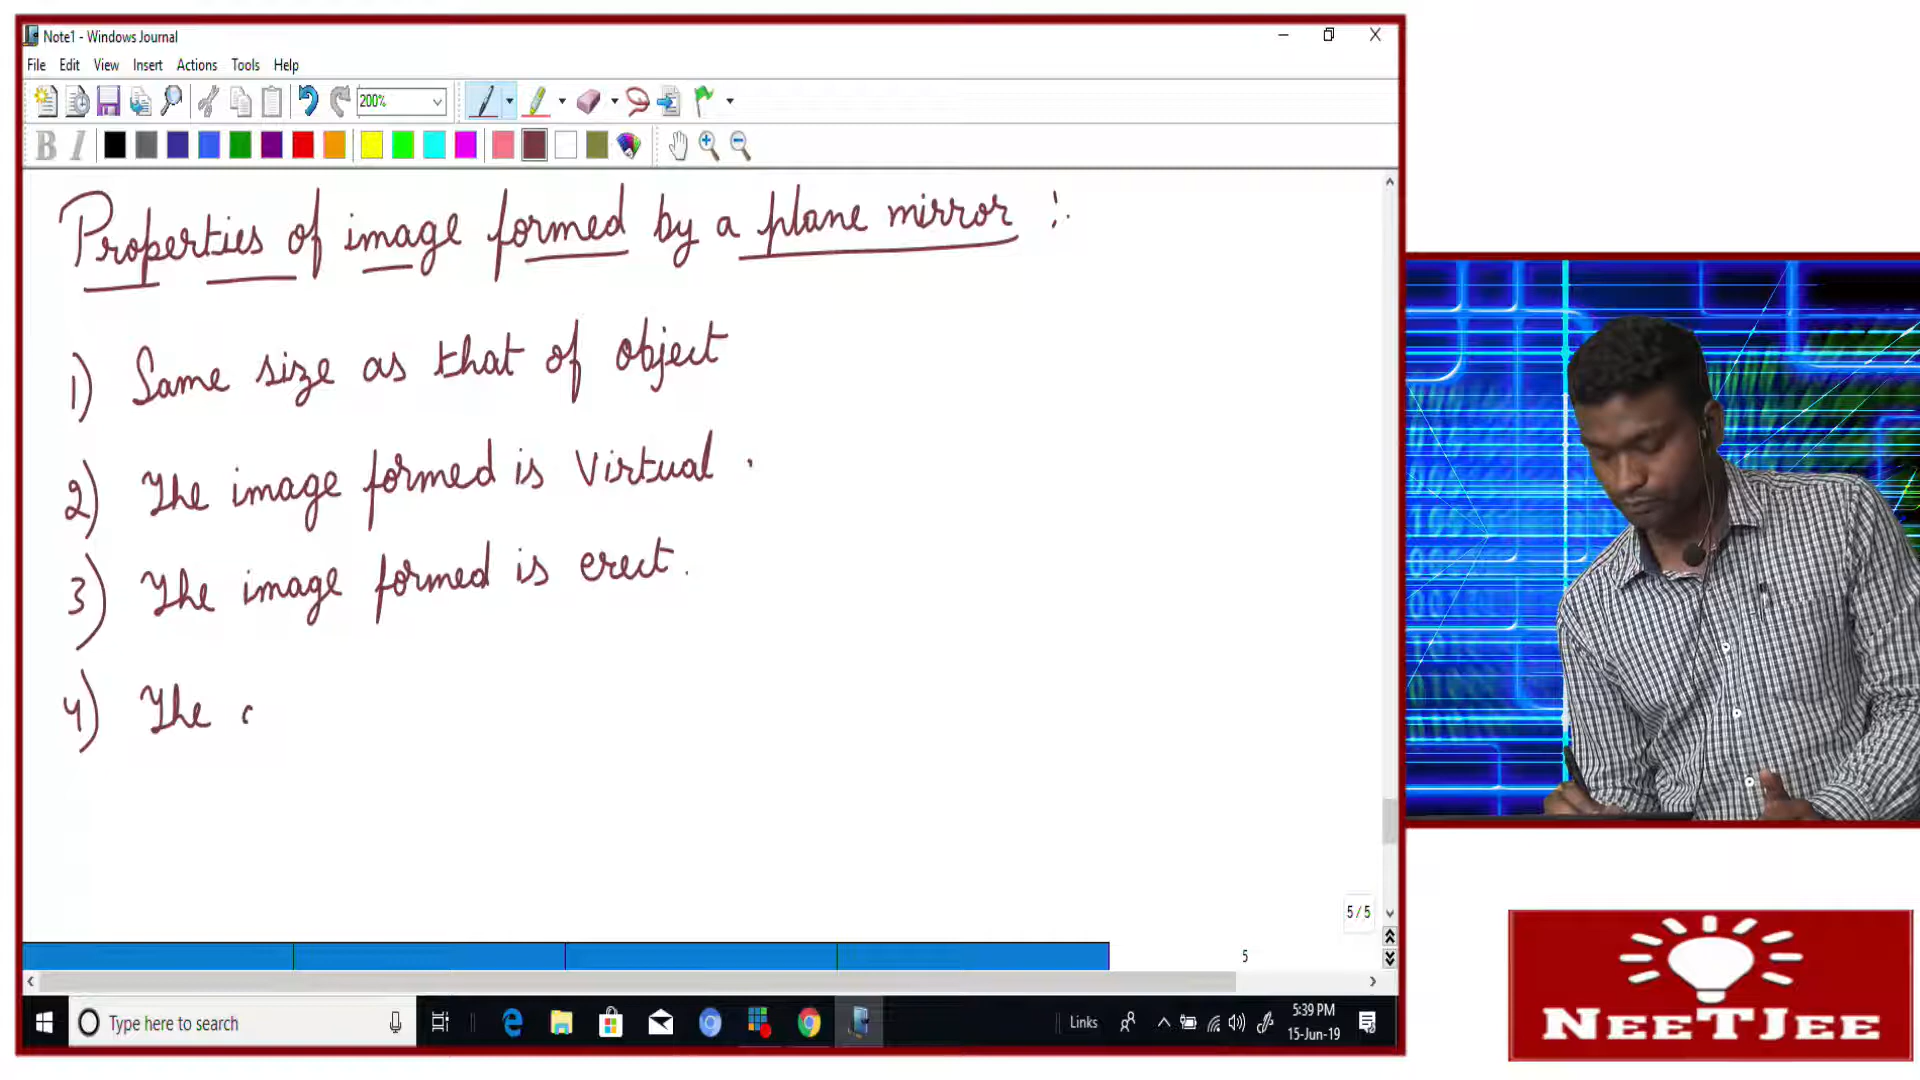 Note1 - Windows Journal
File Edit View Insert Actions Tools Help
200%
B I
Properties of image formed by a plane mirror :-
1) Same size as that of object
2) The image formed is Virtual .
3) The image formed is erect .
4) The
5 / 5
5
Type here to search
Links
5:39 PM
15-Jun-19
NEETJEE